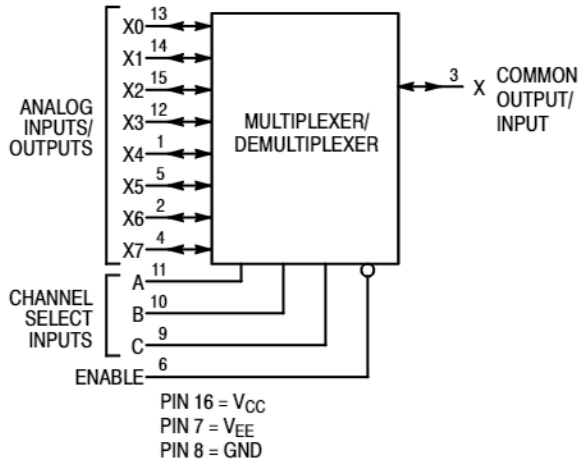 X0 13
X1 14
X2 15
X3 12
X4 1
X5 5
X6 2
X7 4
ANALOG
INPUTS/
OUTPUTS
MULTIPLEXER/
DEMULTIPLEXER
3 X COMMON
OUTPUT/
INPUT
A 11
B 10
C 9
CHANNEL
SELECT
INPUTS
ENABLE 6
PIN 16 = VCC
PIN 7 = VEE
PIN 8 = GND